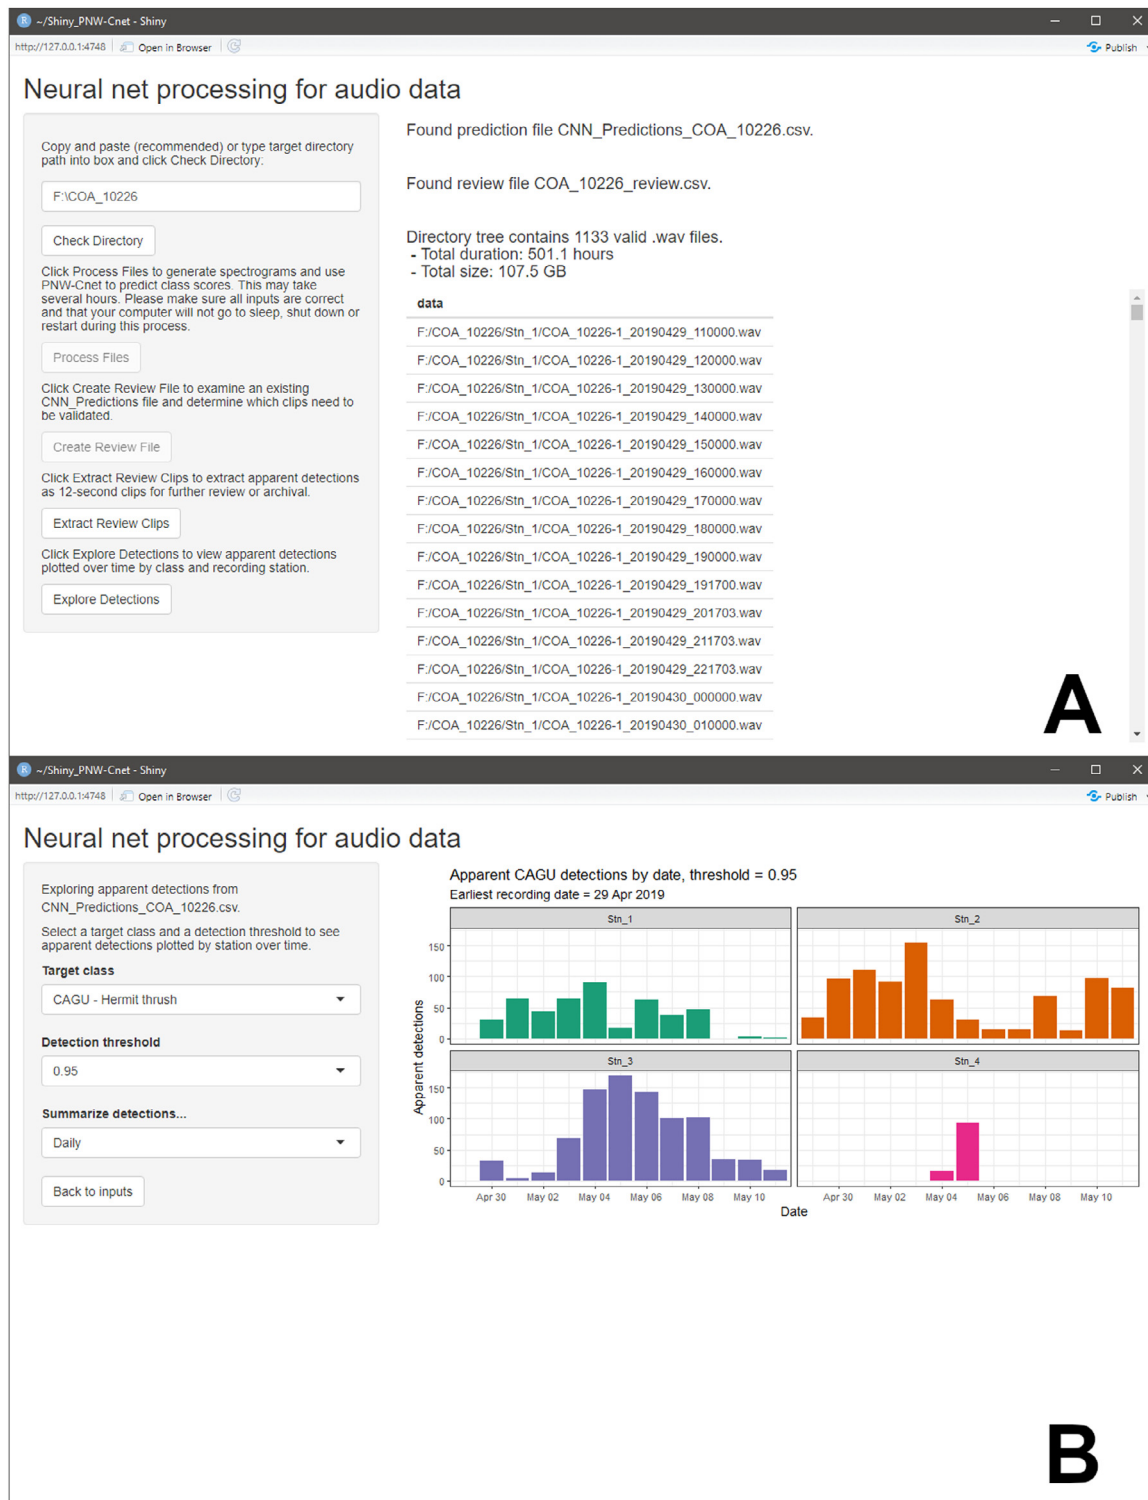 ~/Shiny_PNW-Cnet - Shiny
http://127.0.0.1:4748 Open in Browser Publish
Neural net processing for audio data
Copy and paste (recommended) or type target directory
path into box and click Check Directory:
F:\COA_10226
Check Directory
Click Process Files to generate spectrograms and use
PNW-Cnet to predict class scores. This may take
several hours. Please make sure all inputs are correct
and that your computer will not go to sleep, shut down or
restart during this process.
Process Files
Click Create Review File to examine an existing
CNN_Predictions file and determine which clips need to
be validated.
Create Review File
Click Extract Review Clips to extract apparent detections
as 12-second clips for further review or archival.
Extract Review Clips
Click Explore Detections to view apparent detections
plotted over time by class and recording station.
Explore Detections
Found prediction file CNN_Predictions_COA_10226.csv.
Found review file COA_10226_review.csv.
Directory tree contains 1133 valid .wav files.
- Total duration: 501.1 hours
- Total size: 107.5 GB
data
F:/COA_10226/Stn_1/COA_10226-1_20190429_110000.wav
F:/COA_10226/Stn_1/COA_10226-1_20190429_120000.wav
F:/COA_10226/Stn_1/COA_10226-1_20190429_130000.wav
F:/COA_10226/Stn_1/COA_10226-1_20190429_140000.wav
F:/COA_10226/Stn_1/COA_10226-1_20190429_150000.wav
F:/COA_10226/Stn_1/COA_10226-1_20190429_160000.wav
F:/COA_10226/Stn_1/COA_10226-1_20190429_170000.wav
F:/COA_10226/Stn_1/COA_10226-1_20190429_180000.wav
F:/COA_10226/Stn_1/COA_10226-1_20190429_190000.wav
F:/COA_10226/Stn_1/COA_10226-1_20190429_191700.wav
F:/COA_10226/Stn_1/COA_10226-1_20190429_201703.wav
F:/COA_10226/Stn_1/COA_10226-1_20190429_211703.wav
F:/COA_10226/Stn_1/COA_10226-1_20190429_221703.wav
F:/COA_10226/Stn_1/COA_10226-1_20190430_000000.wav
F:/COA_10226/Stn_1/COA_10226-1_20190430_010000.wav
A
~/Shiny_PNW-Cnet - Shiny
http://127.0.0.1:4748 Open in Browser Publish
Neural net processing for audio data
Exploring apparent detections from
CNN_Predictions_COA_10226.csv.
Select a target class and a detection threshold to see
apparent detections plotted by station over time.
Target class
CAGU - Hermit thrush
Detection threshold
0.95
Summarize detections...
Daily
Back to inputs
Apparent CAGU detections by date, threshold = 0.95
Earliest recording date = 29 Apr 2019
Stn_1 Stn_2
150
100
50
0
Stn_3 Stn_4
150
100
50
0
Apparent detections
Apr 30 May 02 May 04 May 06 May 08 May 10 Apr 30 May 02 May 04 May 06 May 08 May 10
Date
B